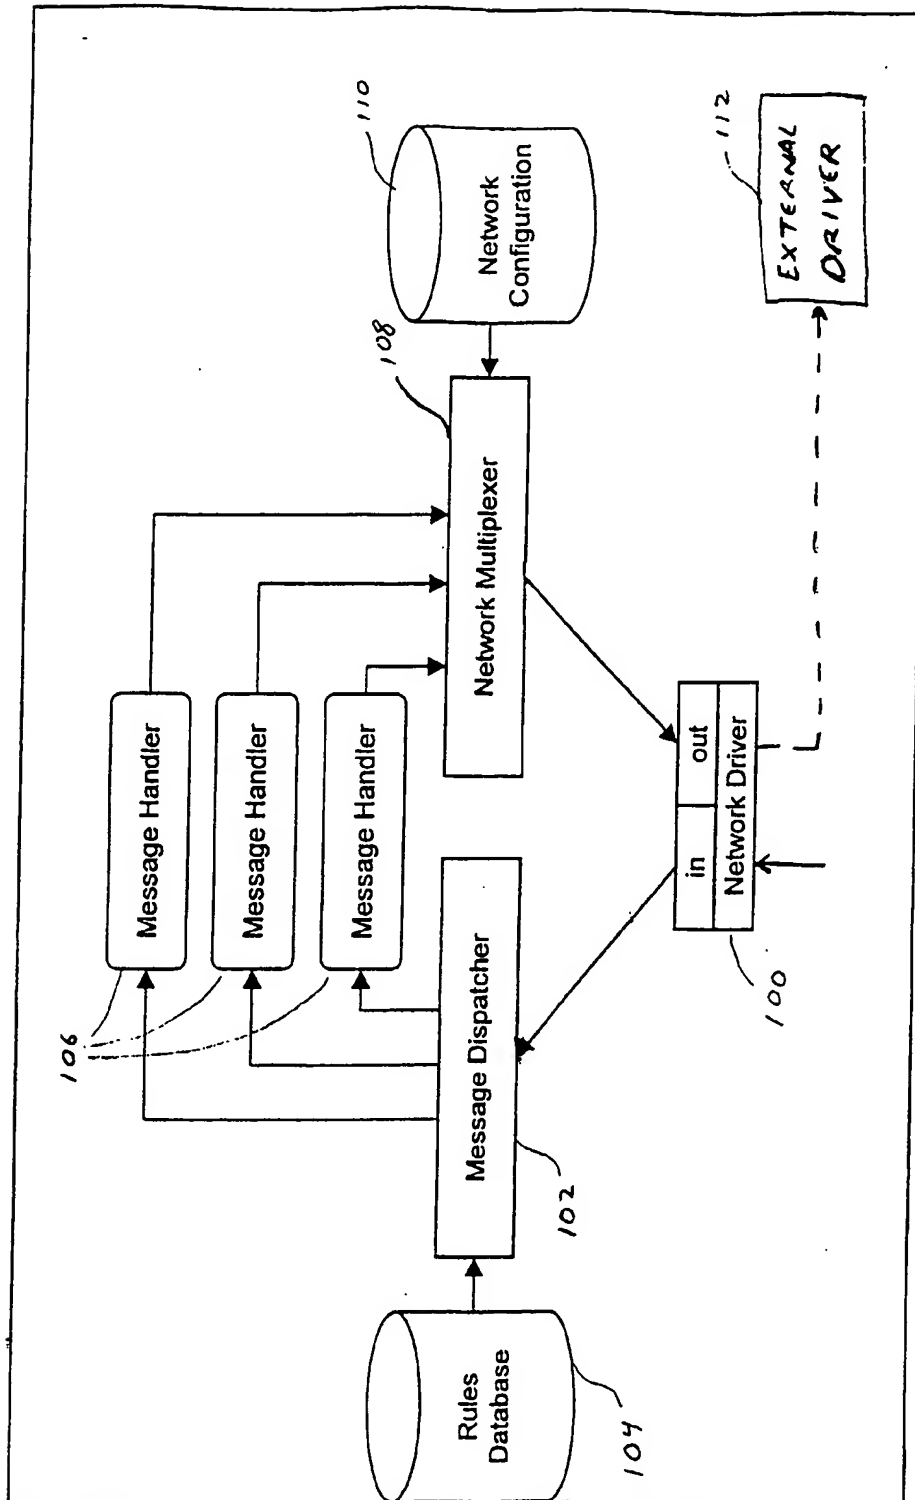 106
Message Handler
Message Handler
Message Handler
110
Network
Configuration
108
Network Multiplexer
Rules
Database
104
Message Dispatcher
102
in
out
Network Driver
100
112
EXTERNAL
DRIVER